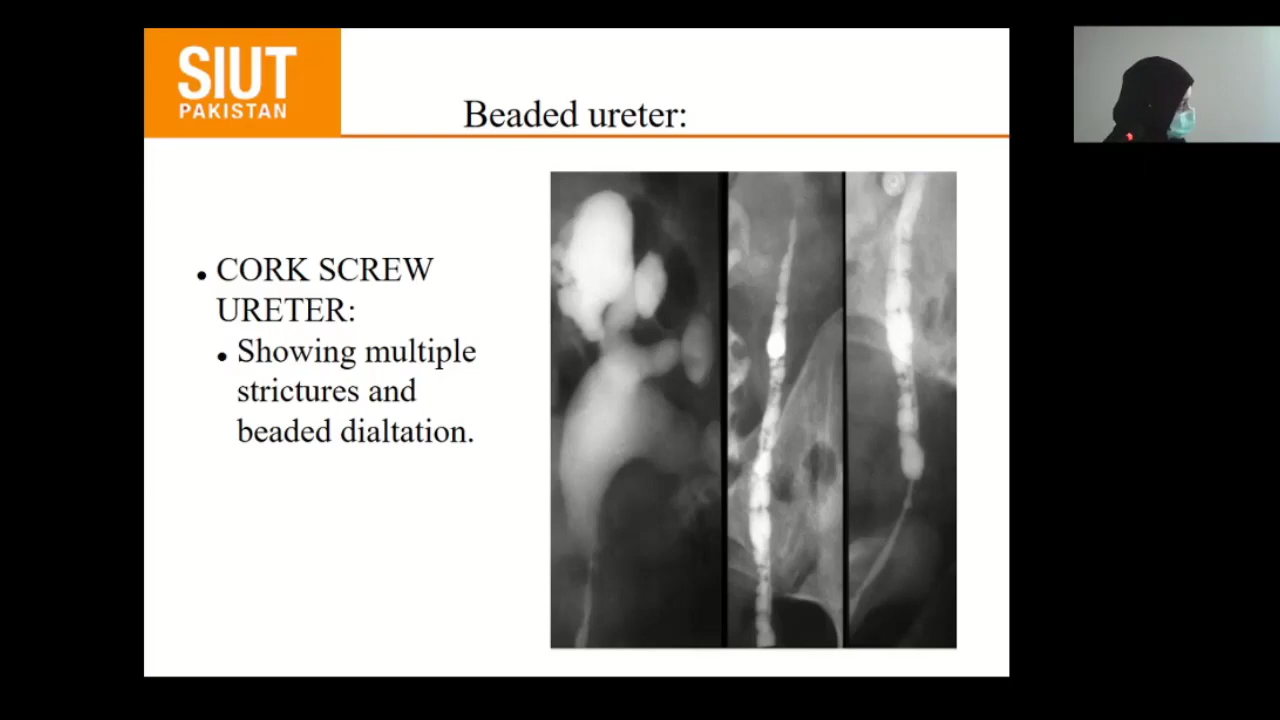 SIUT
PAKISTAN
Beaded ureter:
• CORK SCREW
URETER:
• Showing multiple
strictures and
beaded dialtation.